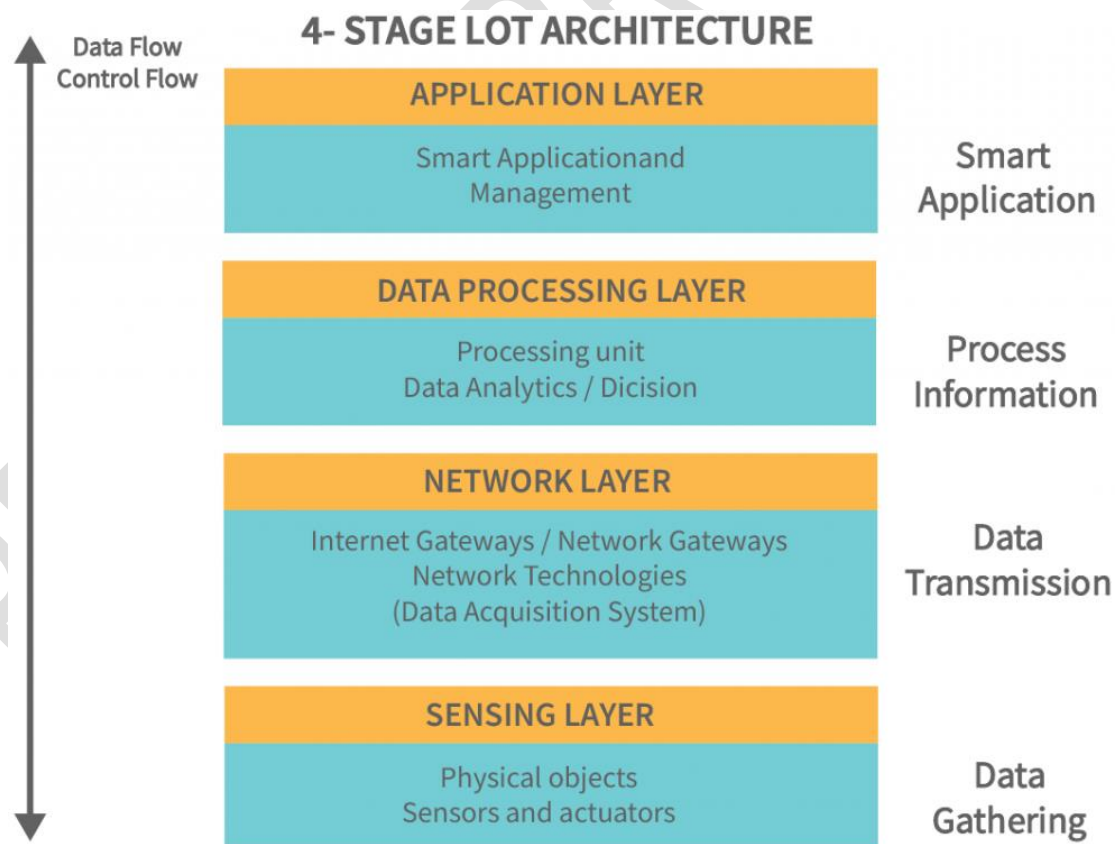 4- STAGE LOT ARCHITECTURE
Data Flow
Control Flow
APPLICATION LAYER
Smart Applicationand
Management
Smart
Application
DATA PROCESSING LAYER
Processing unit
Data Analytics / Dicision
Process
Information
NETWORK LAYER
Internet Gateways / Network Gateways
Network Technologies
(Data Acquisition System)
Data
Transmission
SENSING LAYER
Physical objects
Sensors and actuators
Data
Gathering